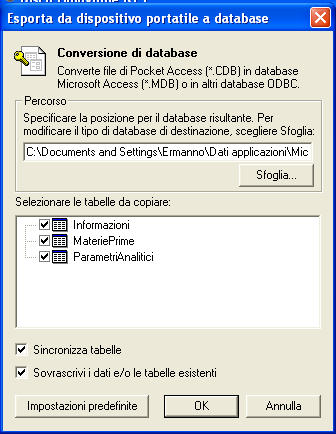 Esporta da dispositivo portatile a database
Conversione di database
Converte file di Pocket Access (*.CDB) in database
Microsoft Access (*.MDB) o in altri database ODBC.
Percorso
Specificare la posizione per il database risultante. Per
modificare il tipo di database di destinazione, scegliere Sfoglia:
C:\Documents and Settings\Ermanno\Dati applicazioni\Mic
Sfoglia...
Selezionare le tabelle da copiare:
Informazioni
MateriePrime
ParametriAnalitici
Sincronizza tabelle
Sovrascrivi i dati e/o le tabelle esistenti
Impostazioni predefinite
OK
Annulla